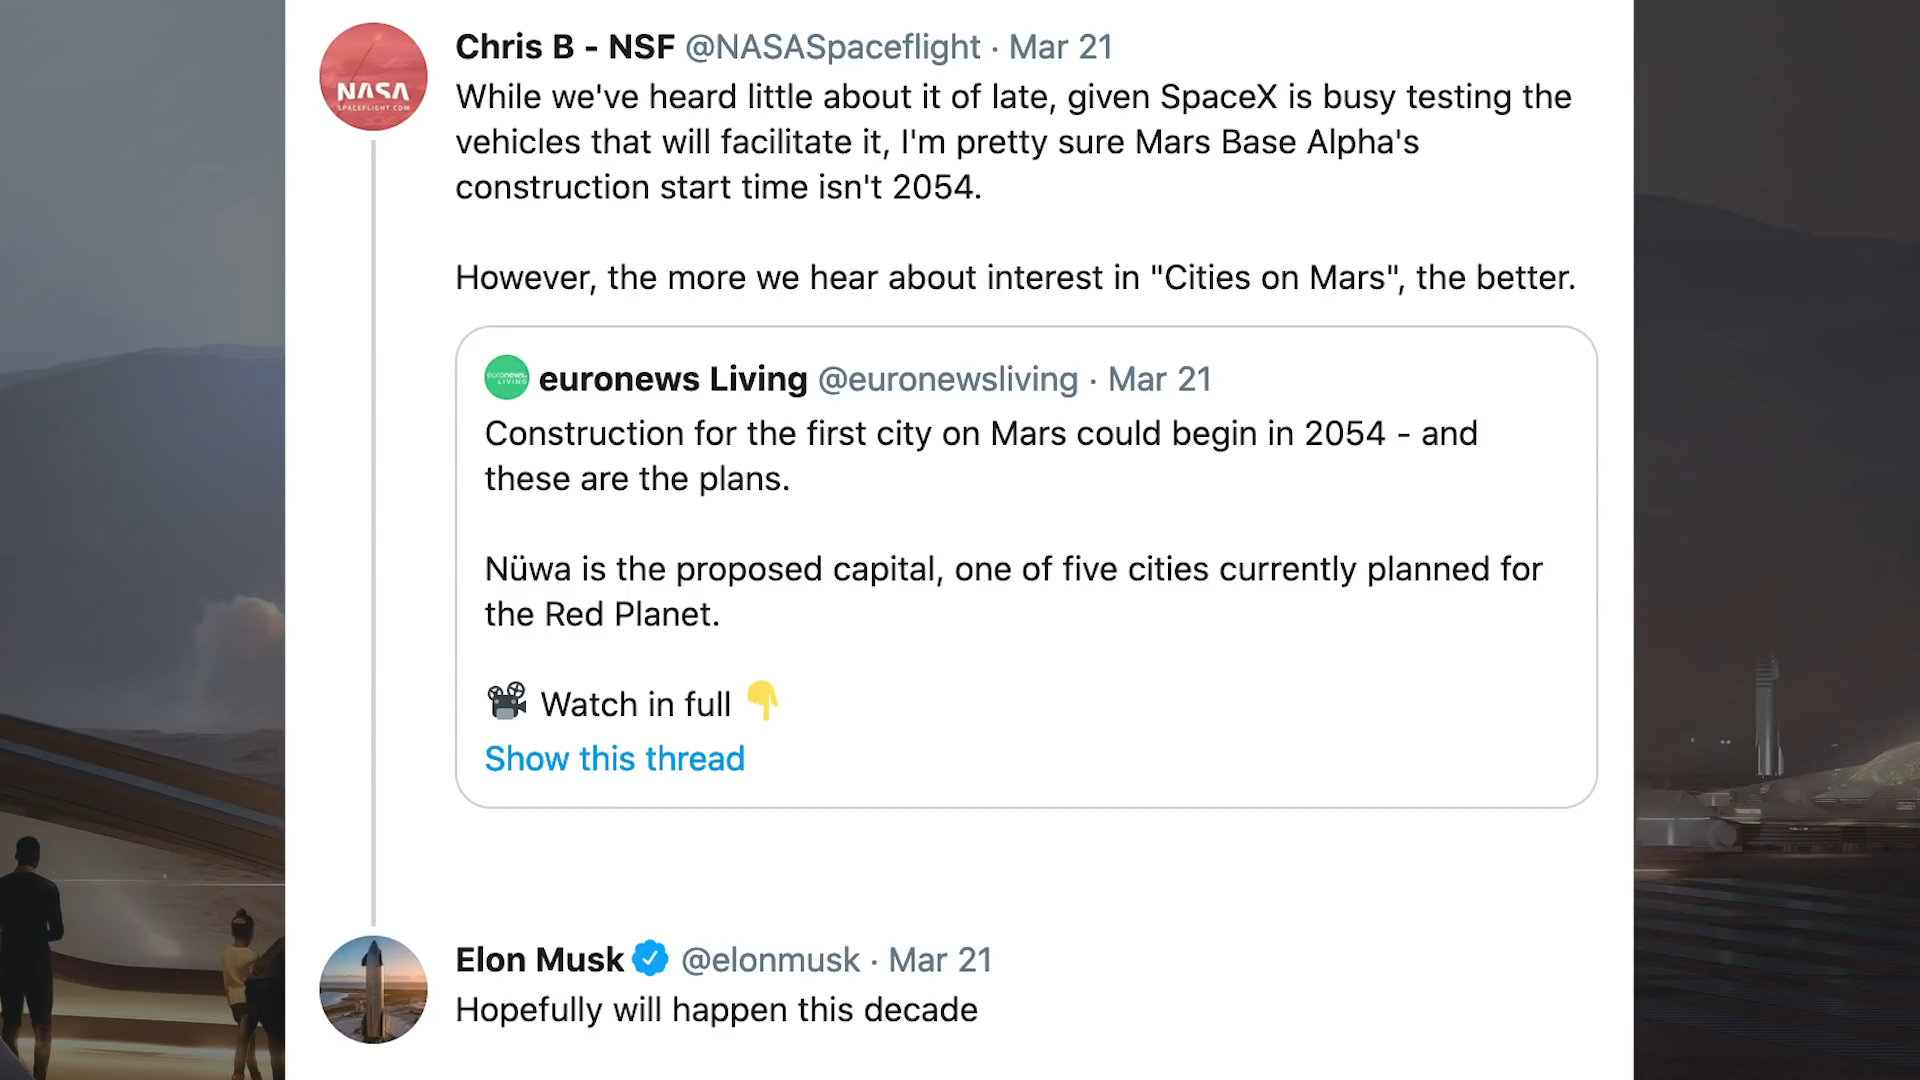 Chris B - NSF @NASASpaceflight · Mar 21
NASA
SPACEFLIGHT.COM
While we've heard little about it of late, given SpaceX is busy testing the
vehicles that will facilitate it, I'm pretty sure Mars Base Alpha's
construction start time isn't 2054.
However, the more we hear about interest in "Cities on Mars", the better.
euronews.
LIVING
euronews Living @euronewsliving · Mar 21
Construction for the first city on Mars could begin in 2054 - and
these are the plans.
Nüwa is the proposed capital, one of five cities currently planned for
the Red Planet.
🎥 Watch in full 👇
Show this thread
Elon Musk @elonmusk · Mar 21
Hopefully will happen this decade